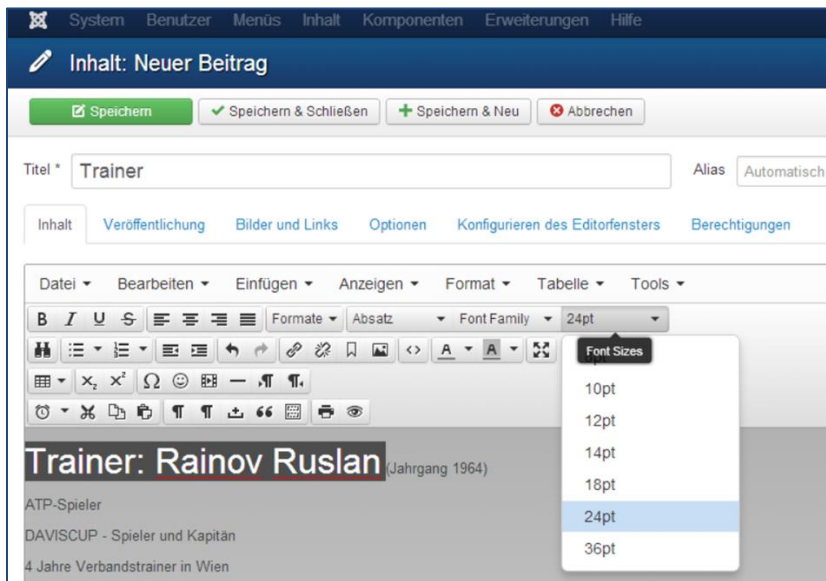 System Benutzer Menüs Inhalt Komponenten Erweiterungen Hilfe
Inhalt: Neuer Beitrag
Speichern Speichern & Schließen Speichern & Neu Abbrechen
Titel * Trainer Alias Automatisch
Inhalt Veröffentlichung Bilder und Links Optionen Konfigurieren des Editorfensters Berechtigungen
Datei Bearbeiten Einfügen Anzeigen Format Tabelle Tools
B I U S Formate Absatz Font Family 24pt
Font Sizes
10pt
12pt
14pt
18pt
24pt
36pt
Trainer: Rainov Ruslan (Jahrgang 1964)
ATP-Spieler
DAVISCUP - Spieler und Kapitän
4 Jahre Verbandstrainer in Wien